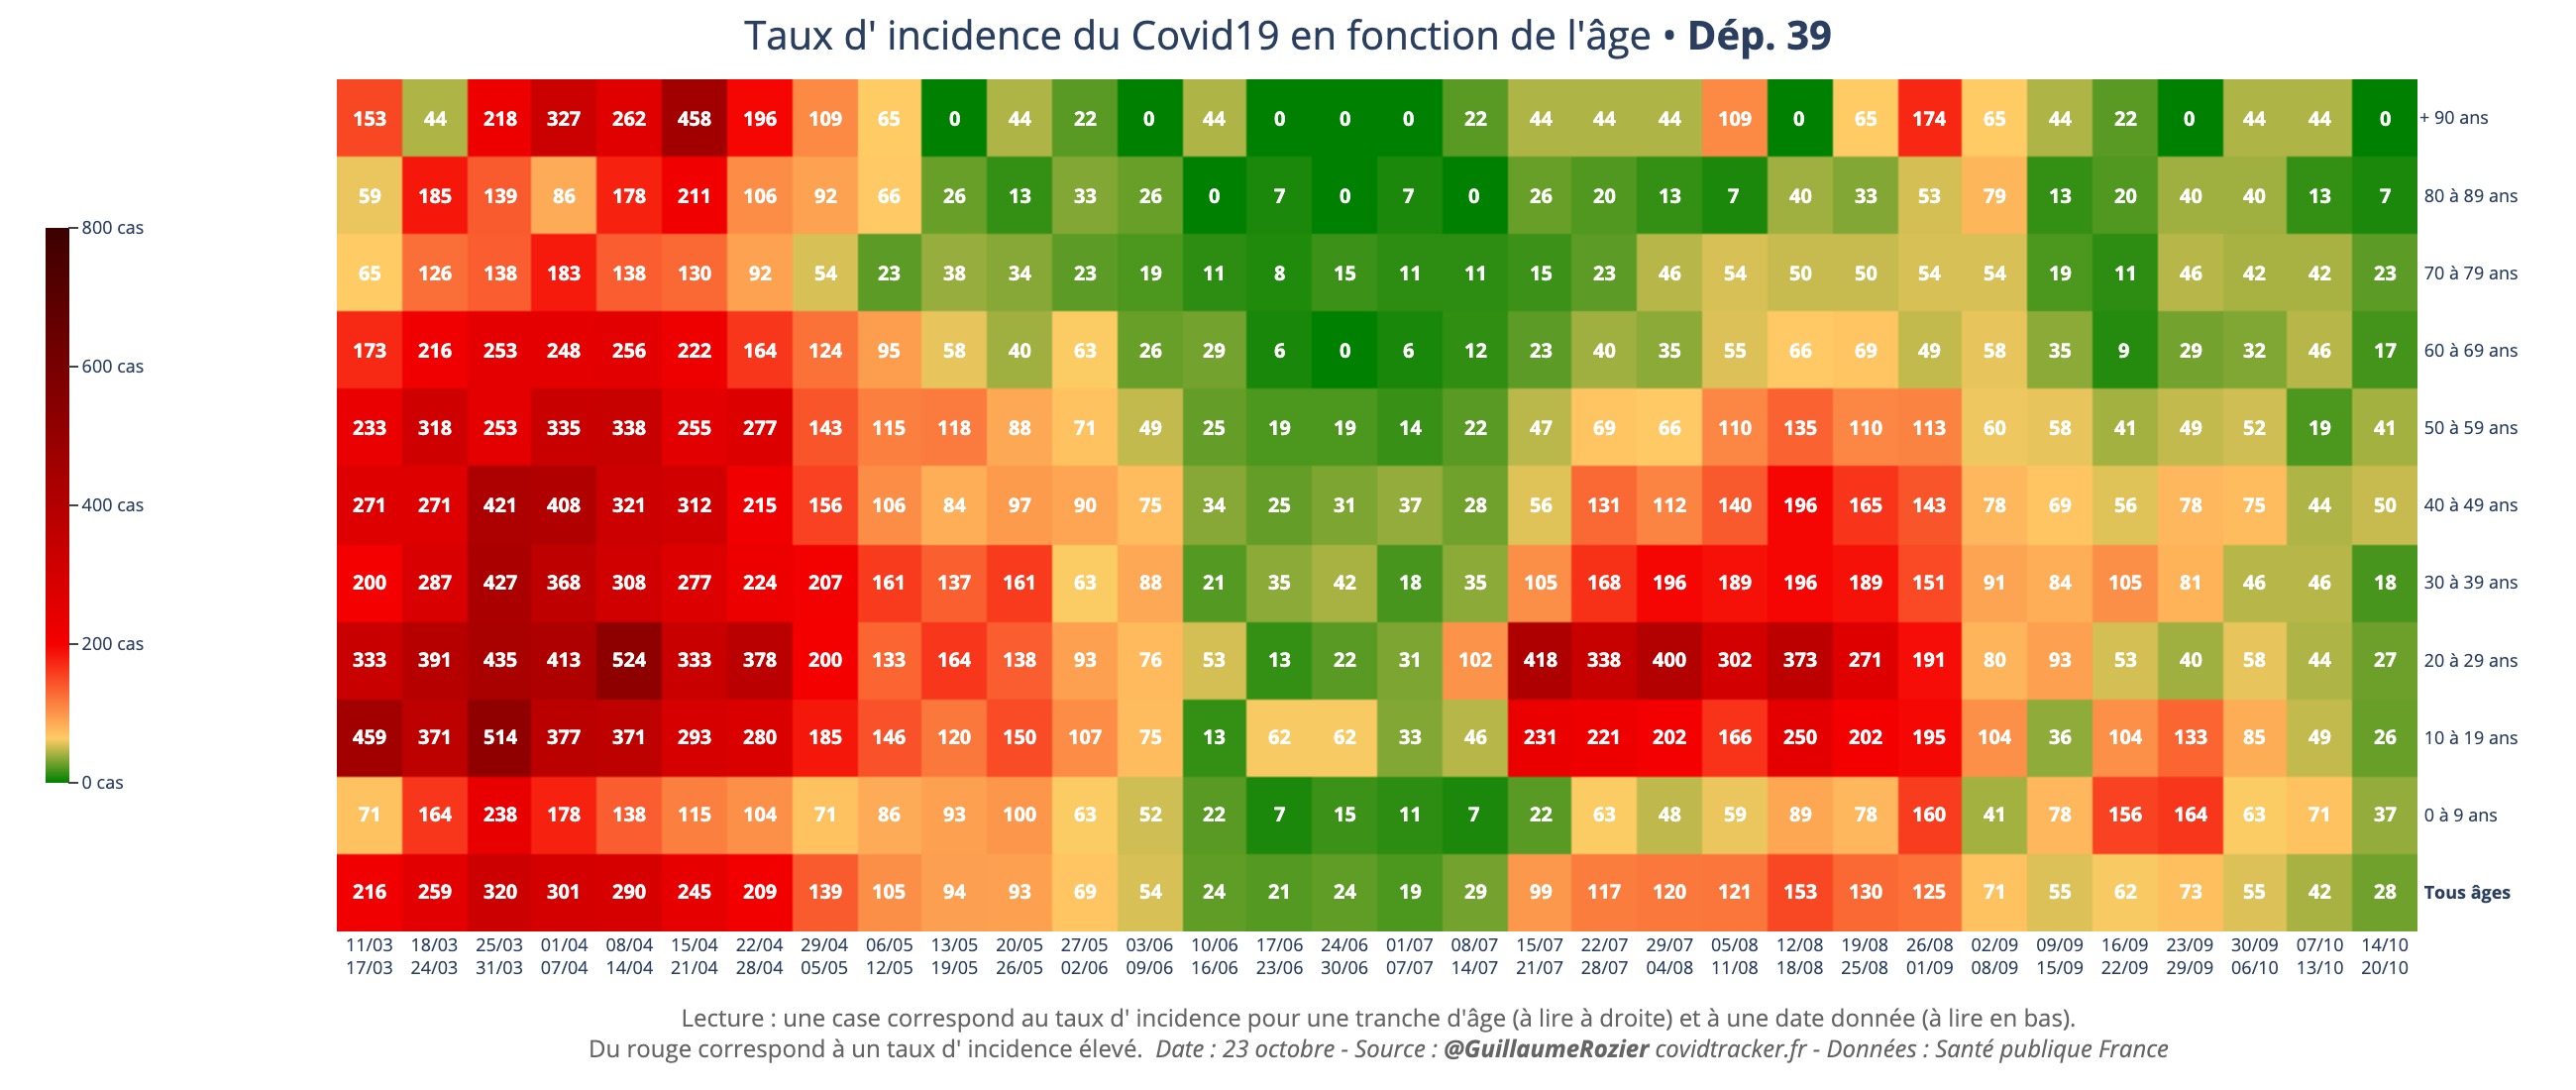 Taux d' incidence du Covid19 en fonction de l'âge • Dép. 39
153 44 218 327 262 458 196 109 65 0 44 22 0 44 0 0 0 22 44 44 44 109 0 65 174 65 44 22 0 44 44 0 + 90 ans
59 185 139 86 178 211 106 92 66 26 13 33 26 0 7 0 7 0 26 20 13 7 40 33 53 79 13 20 40 40 13 7 80 à 89 ans
800 cas
65 126 138 183 138 130 92 54 23 38 34 23 19 11 8 15 11 11 15 23 46 54 50 50 54 54 19 11 46 42 42 23 70 à 79 ans
173 216 253 248 256 222 164 124 95 58 40 63 26 29 6 0 6 12 23 40 35 55 66 69 49 58 35 9 29 32 46 17 60 à 69 ans
600 cas
233 318 253 335 338 255 277 143 115 118 88 71 49 25 19 19 14 22 47 69 66 110 135 110 113 60 58 41 49 52 19 41 50 à 59 ans
400 cas
271 271 421 408 321 312 215 156 106 84 97 90 75 34 25 31 37 28 56 131 112 140 196 165 143 78 69 56 78 75 44 50 40 à 49 ans
200 287 427 368 308 277 224 207 161 137 161 63 88 21 35 42 18 35 105 168 196 189 196 189 151 91 84 105 81 46 46 18 30 à 39 ans
200 cas
333 391 435 413 524 333 378 200 133 164 138 93 76 53 13 22 31 102 418 338 400 302 373 271 191 80 93 53 40 58 44 27 20 à 29 ans
459 371 514 377 371 293 280 185 146 120 150 107 75 13 62 62 33 46 231 221 202 166 250 202 195 104 36 104 133 85 49 26 10 à 19 ans
0 cas
71 164 238 178 138 115 104 71 86 93 100 63 52 22 7 15 11 7 22 63 48 59 89 78 160 41 78 156 164 63 71 37 0 à 9 ans
216 259 320 301 290 245 209 139 105 94 93 69 54 24 21 24 19 29 99 117 120 121 153 130 125 71 55 62 73 55 42 28 Tous âges
11/03 18/03 25/03 01/04 08/04 15/04 22/04 29/04 06/05 13/05 20/05 27/05 03/06 10/06 17/06 24/06 01/07 08/07 15/07 22/07 29/07 05/08 12/08 19/08 26/08 02/09 09/09 16/09 23/09 30/09 07/10 14/10
17/03 24/03 31/03 07/04 14/04 21/04 28/04 05/05 12/05 19/05 26/05 02/06 09/06 16/06 23/06 30/06 07/07 14/07 21/07 28/07 04/08 11/08 18/08 25/08 01/09 08/09 15/09 22/09 29/09 06/10 13/10 20/10
Lecture : une case correspond au taux d' incidence pour une tranche d'âge (à lire à droite) et à une date donnée (à lire en bas).
Du rouge correspond à un taux d' incidence élevé. Date : 23 octobre - Source : @GuillaumeRozier covidtracker.fr - Données : Santé publique France